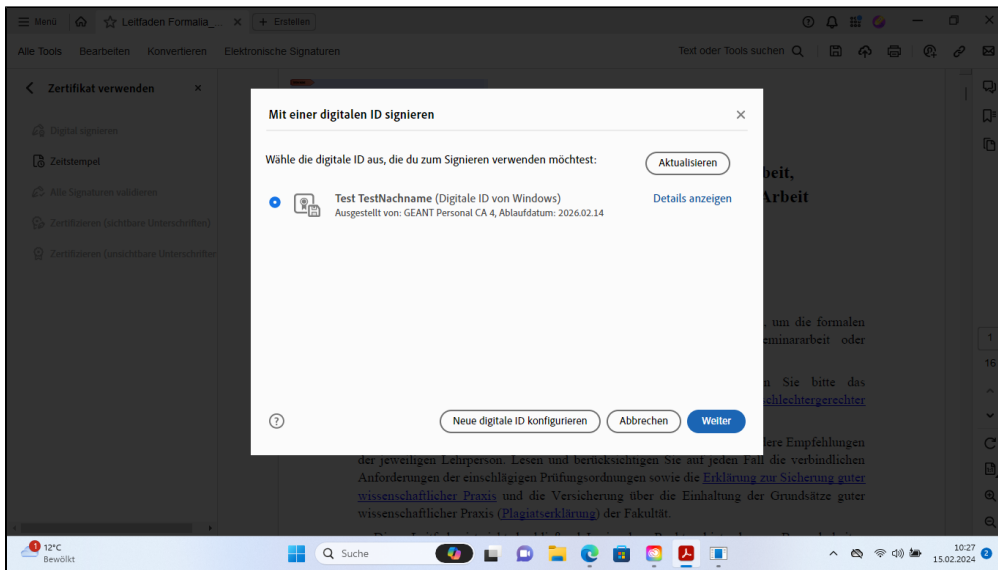 Menü
Leitfaden Formalia_...
+ Erstellen
Alle Tools Bearbeiten Konvertieren Elektronische Signaturen
Text oder Tools suchen
Zertifikat verwenden
Digital signieren
Zeitstempel
Alle Signaturen validieren
Zertifizieren (sichtbare Unterschriften)
Zertifizieren (unsichtbare Unterschriften
Mit einer digitalen ID signieren
Wähle die digitale ID aus, die du zum Signieren verwenden möchtest:
Aktualisieren
Test TestNachname (Digitale ID von Windows)
Details anzeigen
Ausgestellt von: GEANT Personal CA 4, Ablaufdatum: 2026.02.14
Neue digitale ID konfigurieren
Abbrechen
Weiter
beit,
Arbeit
um die formalen
eminararbeit oder
n Sie bitte das
schlechtergerechter
dere Empfehlungen
der jeweiligen Lehrperson. Lesen und berücksichtigen Sie auf jeden Fall die verbindlichen
Anforderungen der einschlägigen Prüfungsordnungen sowie die Erklärung zur Sicherung guter
wissenschaftlicher Praxis und die Versicherung über die Einhaltung der Grundsätze guter
wissenschaftlicher Praxis (Plagiatserklärung) der Fakultät.
1
16
1
12°C
Bewölkt
Suche
10:27
15.02.2024
2